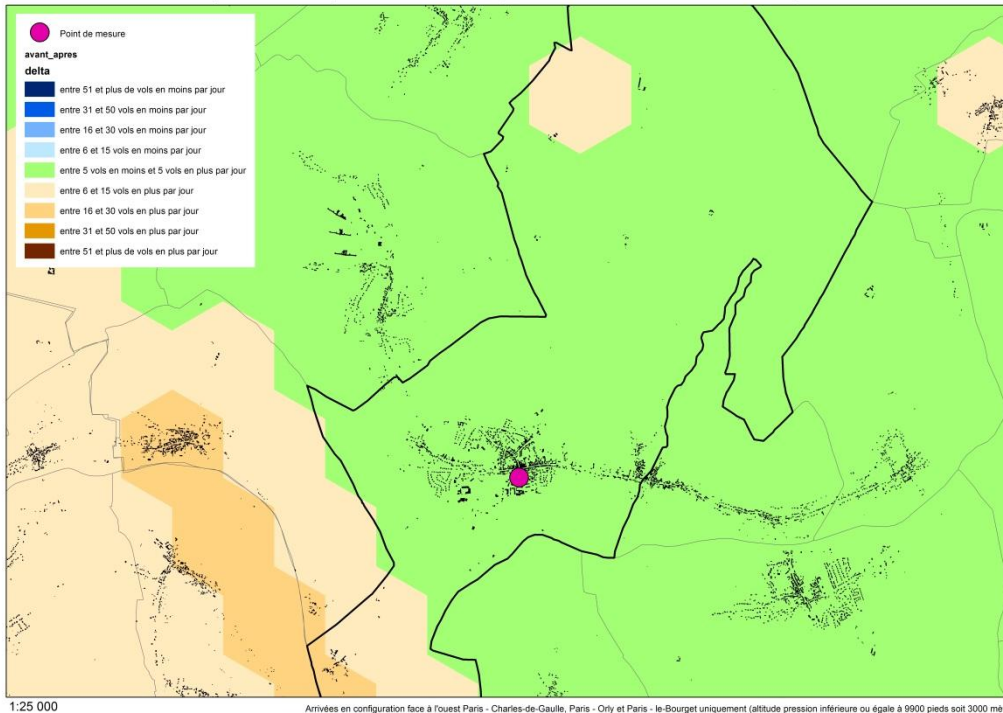 Point de mesure
avant_apres
delta
entre 51 et plus de vols en moins par jour
entre 31 et 50 vols en moins par jour
entre 16 et 30 vols en moins par jour
entre 6 et 15 vols en moins par jour
entre 5 vols en moins et 5 vols en plus par jour
entre 6 et 15 vols en plus par jour
entre 16 et 30 vols en plus par jour
entre 31 et 50 vols en plus par jour
entre 51 et plus de vols en plus par jour
1:25 000
Arrivées en configuration face à l'ouest Paris - Charles-de-Gaulle, Paris - Orly et Paris - le-Bourget uniquement (altitude pression inférieure ou égale à 9900 pieds soit 3000 mè